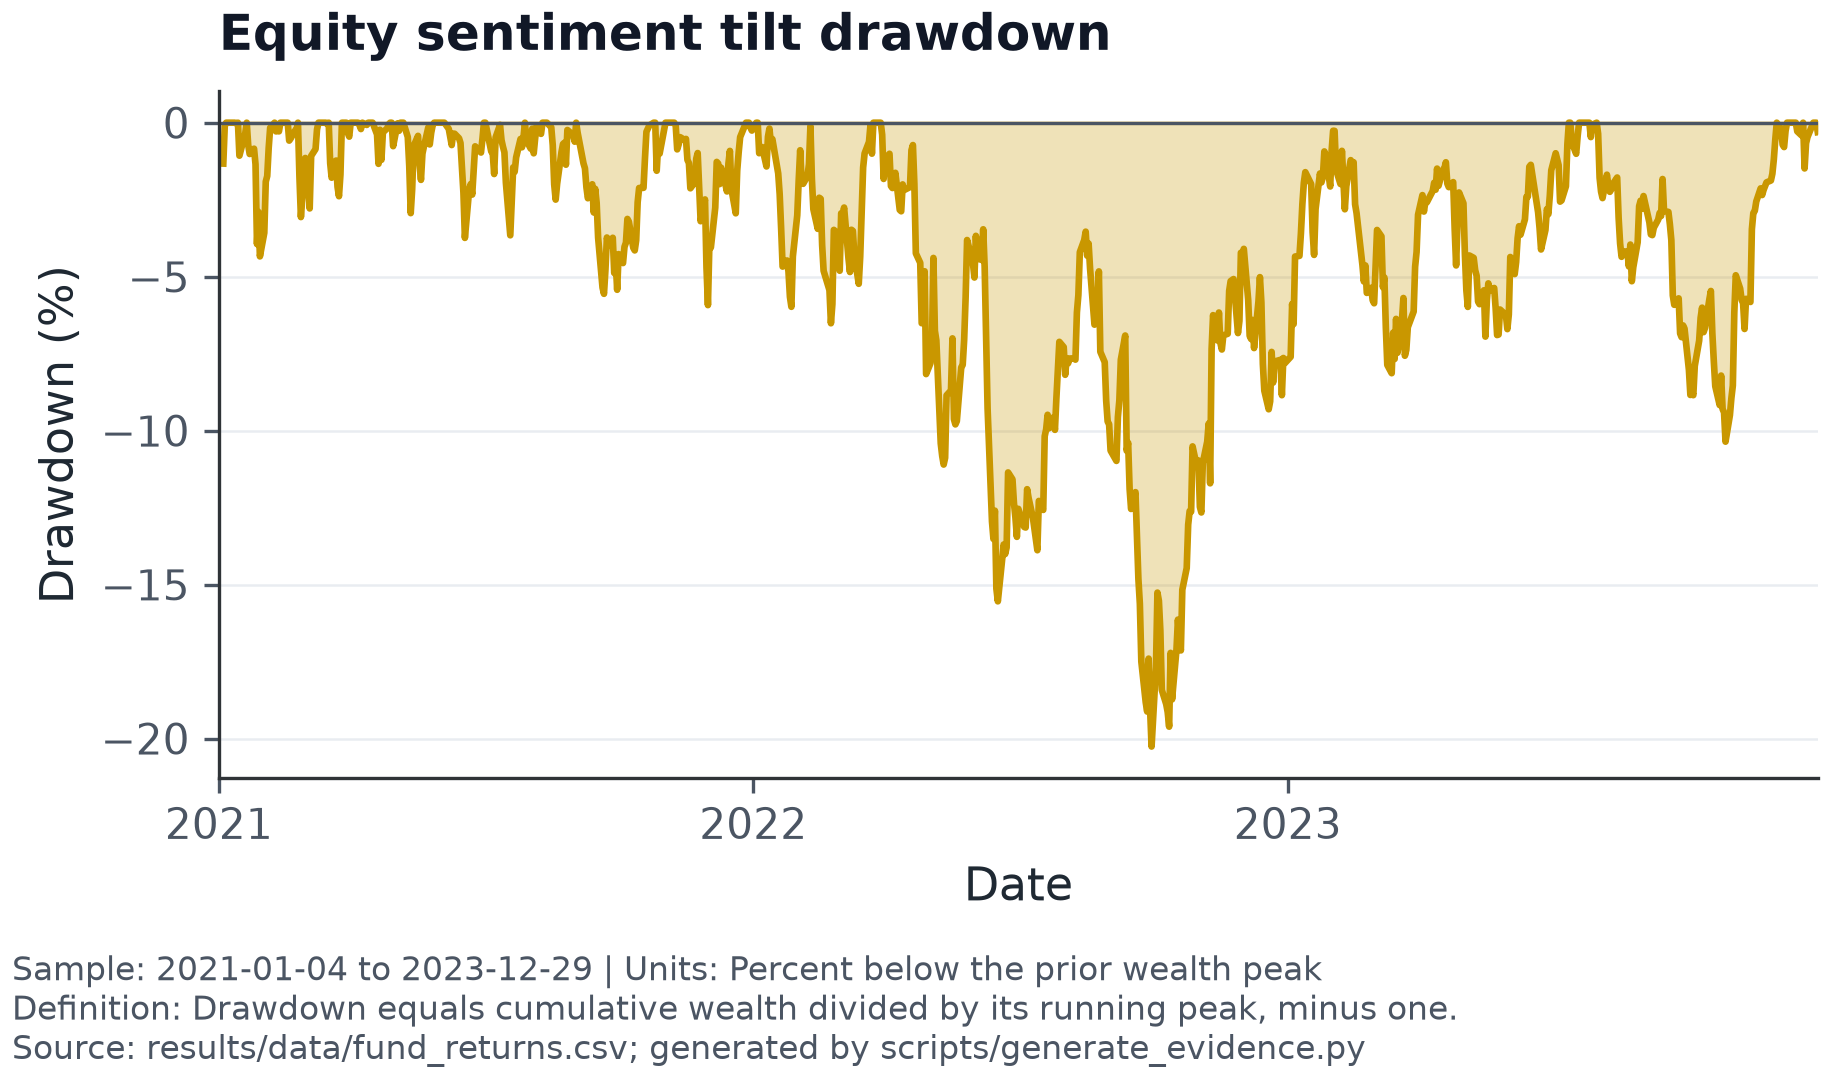 Equity sentiment tilt drawdown
0
−5
−10
−15
−20
Drawdown (%)
2021
2022
2023
Date
Sample: 2021-01-04 to 2023-12-29 | Units: Percent below the prior wealth peak
Definition: Drawdown equals cumulative wealth divided by its running peak, minus one.
Source: results/data/fund_returns.csv; generated by scripts/generate_evidence.py